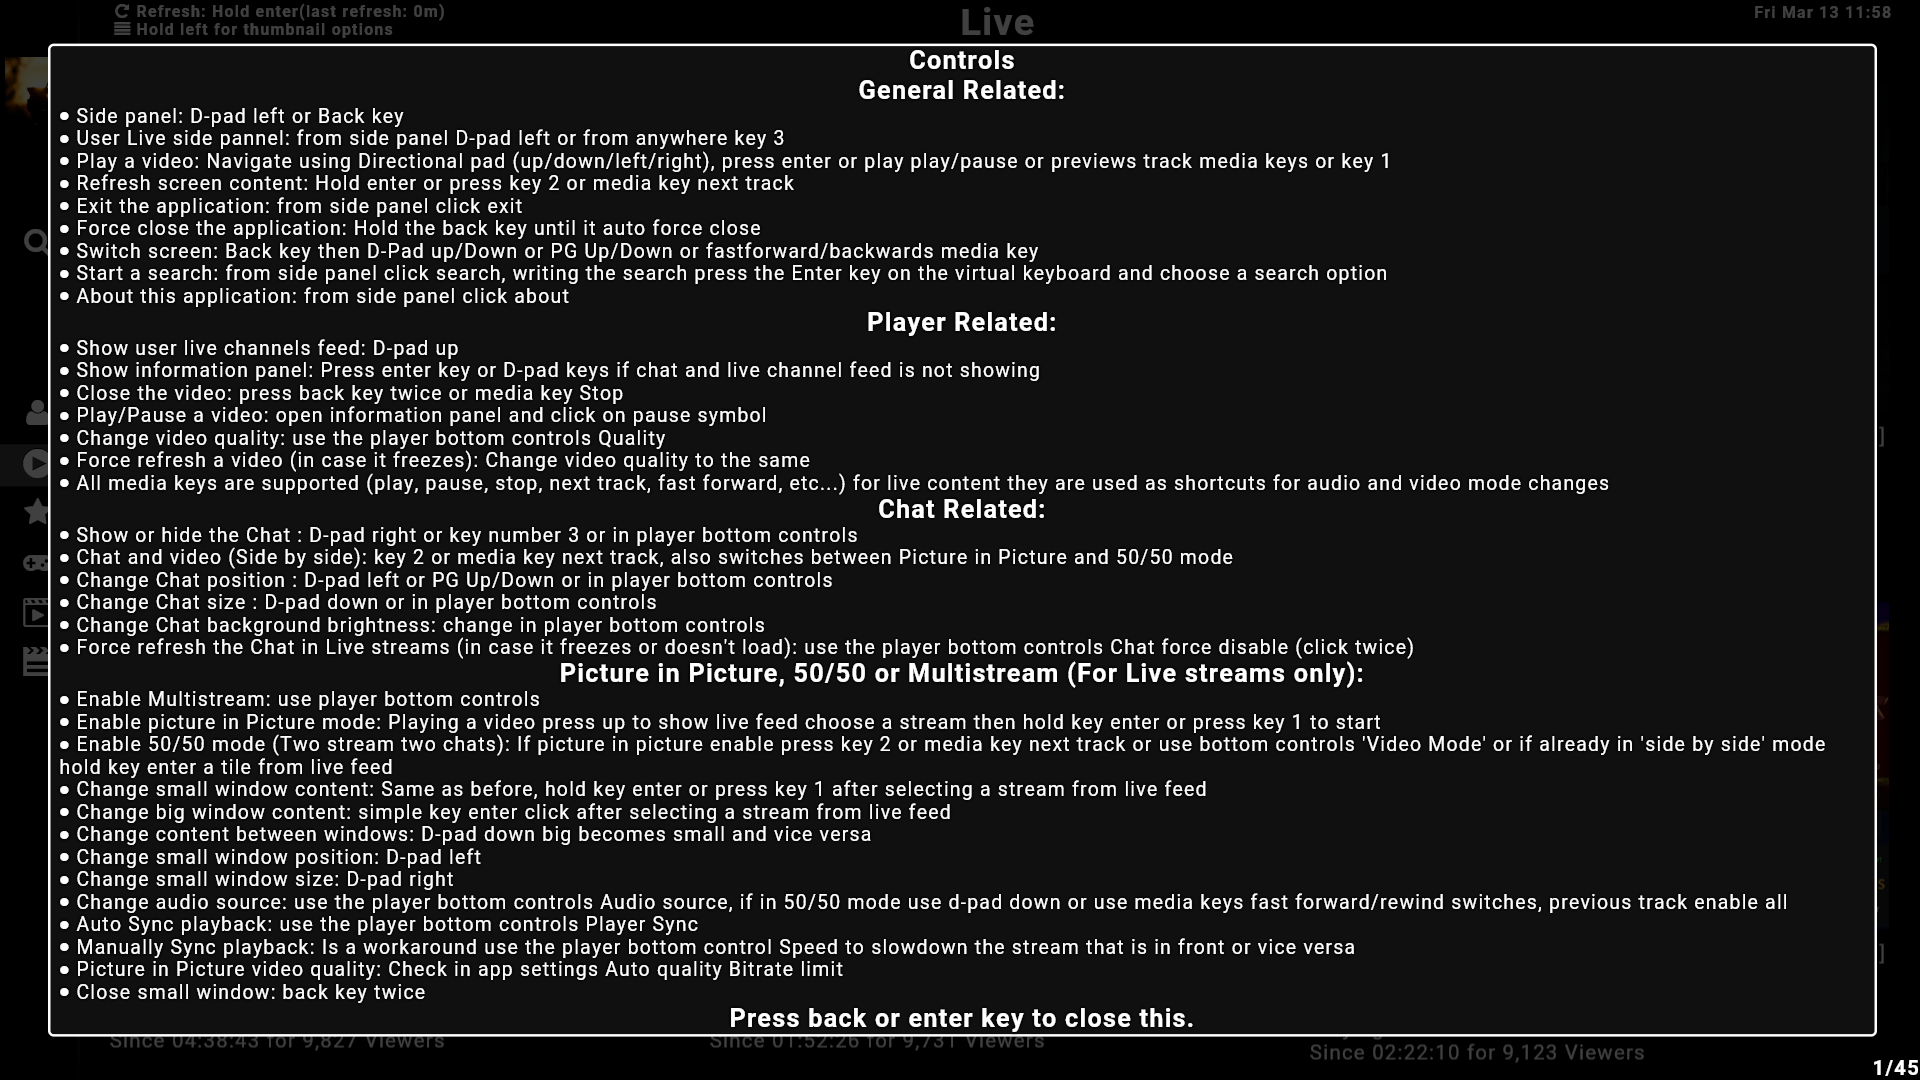 Refresh: Hold enter(last refresh: 0m)
Hold left for thumbnail options
Live
Fri Mar 13 11:58
Controls
General Related:
● Side panel: D-pad left or Back key
● User Live side pannel: from side panel D-pad left or from anywhere key 3
● Play a video: Navigate using Directional pad (up/down/left/right), press enter or play play/pause or previews track media keys or key 1
● Refresh screen content: Hold enter or press key 2 or media key next track
● Exit the application: from side panel click exit
● Force close the application: Hold the back key until it auto force close
● Switch screen: Back key then D-Pad up/Down or PG Up/Down or fastforward/backwards media key
● Start a search: from side panel click search, writing the search press the Enter key on the virtual keyboard and choose a search option
● About this application: from side panel click about
Player Related:
● Show user live channels feed: D-pad up
● Show information panel: Press enter key or D-pad keys if chat and live channel feed is not showing
● Close the video: press back key twice or media key Stop
● Play/Pause a video: open information panel and click on pause symbol
● Change video quality: use the player bottom controls Quality
● Force refresh a video (in case it freezes): Change video quality to the same
● All media keys are supported (play, pause, stop, next track, fast forward, etc...) for live content they are used as shortcuts for audio and video mode changes
Chat Related:
● Show or hide the Chat : D-pad right or key number 3 or in player bottom controls
● Chat and video (Side by side): key 2 or media key next track, also switches between Picture in Picture and 50/50 mode
● Change Chat position : D-pad left or PG Up/Down or in player bottom controls
● Change Chat size : D-pad down or in player bottom controls
● Change Chat background brightness: change in player bottom controls
● Force refresh the Chat in Live streams (in case it freezes or doesn't load): use the player bottom controls Chat force disable (click twice)
Picture in Picture, 50/50 or Multistream (For Live streams only):
● Enable Multistream: use player bottom controls
● Enable picture in Picture mode: Playing a video press up to show live feed choose a stream then hold key enter or press key 1 to start
● Enable 50/50 mode (Two stream two chats): If picture in picture enable press key 2 or media key next track or use bottom controls 'Video Mode' or if already in 'side by side' mode
hold key enter a tile from live feed
● Change small window content: Same as before, hold key enter or press key 1 after selecting a stream from live feed
● Change big window content: simple key enter click after selecting a stream from live feed
● Change content between windows: D-pad down big becomes small and vice versa
● Change small window position: D-pad left
● Change small window size: D-pad right
● Change audio source: use the player bottom controls Audio source, if in 50/50 mode use d-pad down or use media keys fast forward/rewind switches, previous track enable all
● Auto Sync playback: use the player bottom controls Player Sync
● Manually Sync playback: Is a workaround use the player bottom control Speed to slowdown the stream that is in front or vice versa
● Picture in Picture video quality: Check in app settings Auto quality Bitrate limit
● Close small window: back key twice
Press back or enter key to close this.
Since 04:38:43 for 9,827 Viewers
Since 01:52:26 for 9,731 Viewers
Since 02:22:10 for 9,123 Viewers
1/45